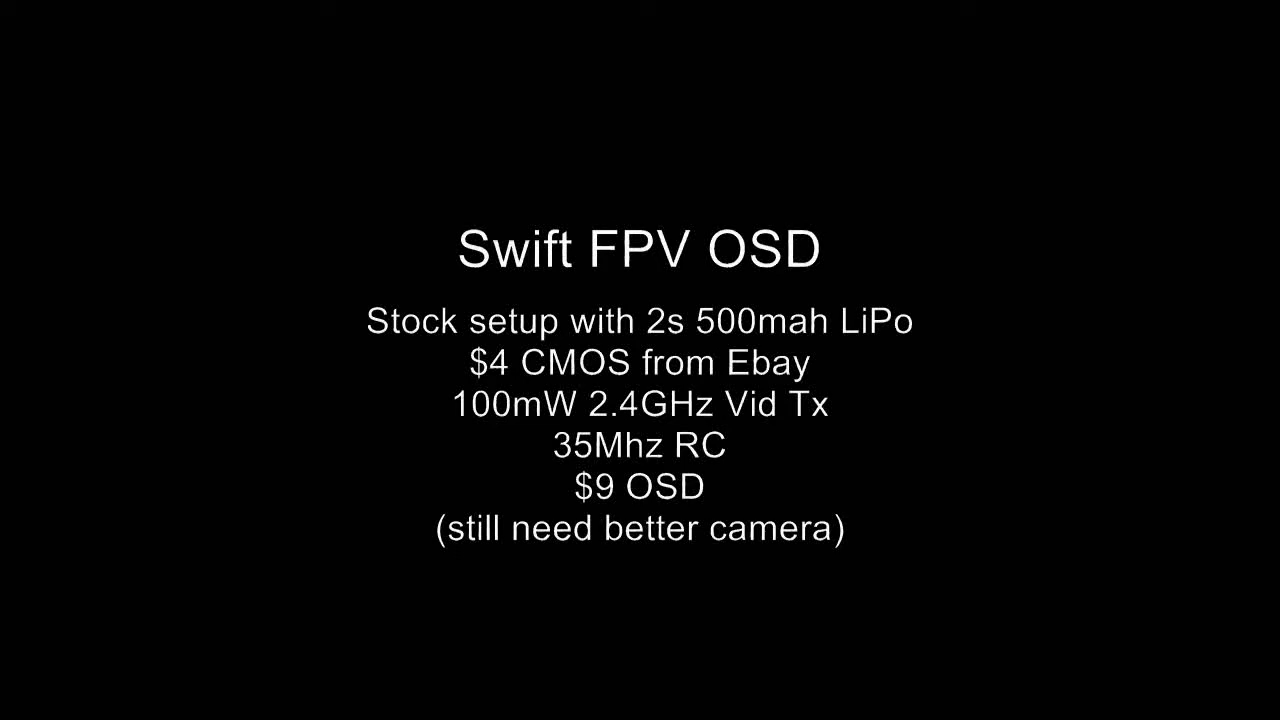 Swift FPV OSD
Stock setup with 2s 500mah LiPo
$4 CMOS from Ebay
100mW 2.4GHz Vid Tx
35Mhz RC
$9 OSD
(still need better camera)